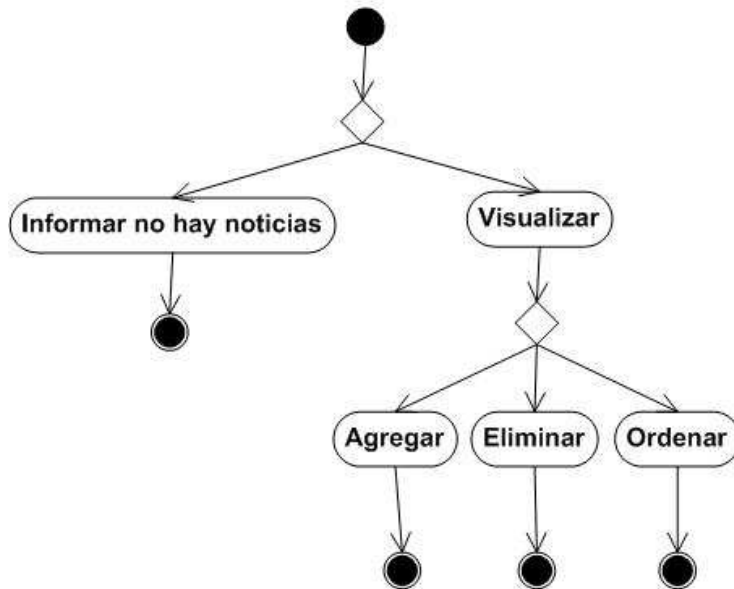 Informar no hay noticias
Visualizar
Agregar
Eliminar
Ordenar